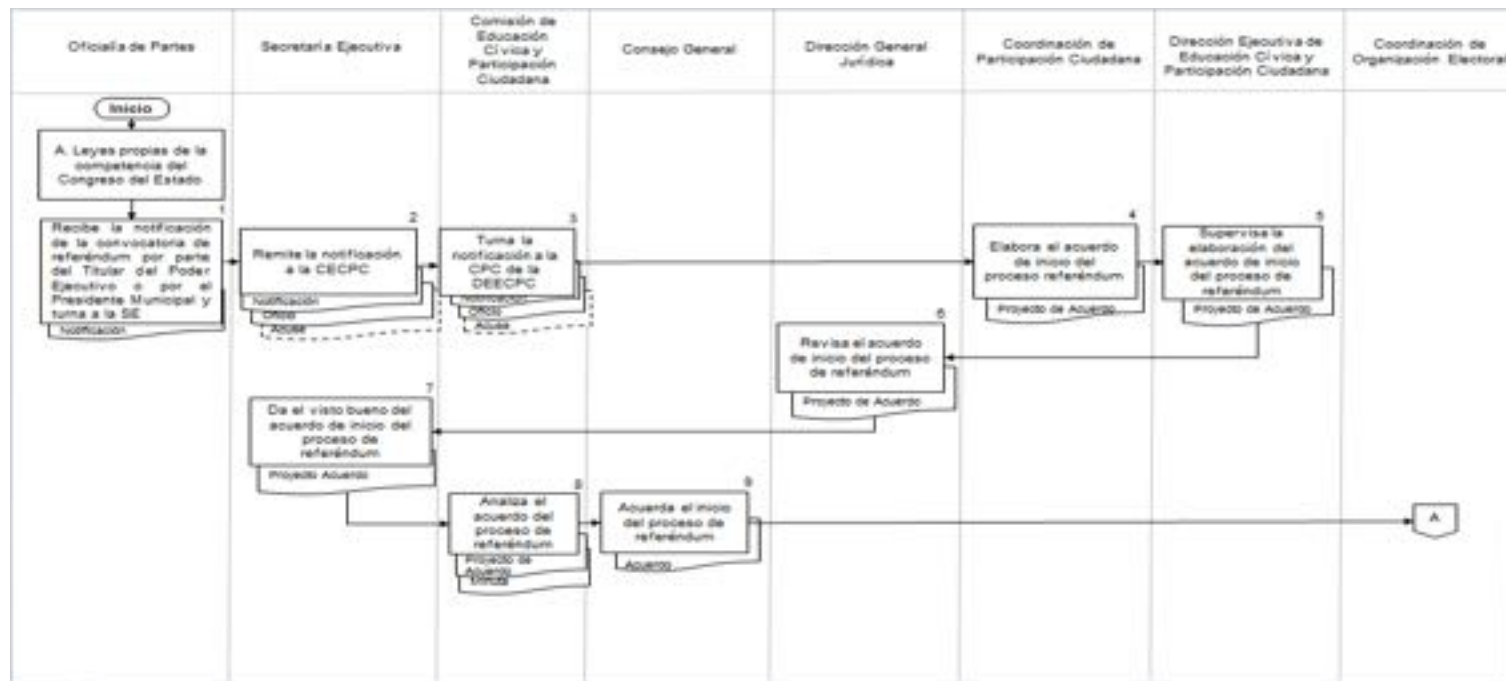 Oficialía de Partes
Secretaría Ejecutiva
Comisión de
Educación
Cívica y
Participación
Ciudadana
Consejo General
Dirección General
Jurídica
Coordinación de
Participación Ciudadana
Dirección Ejecutiva de
Educación Cívica y
Participación Ciudadana
Coordinación de
Organización Electoral
Inicio
A. Leyes propias de la
competencia del
Congreso del Estado
1
Recibe la notificación
de la convocatoria de
referéndum por parte
del Titular del Poder
Ejecutivo o por el
Presidente Municipal y
turna a la SE
Notificación
2
Remite la notificación
a la CECPC
Notificación
Oficio
Acuse
3
Turna la
notificación a la
CPC de la
DEECPC
Notificación
Oficio
Acuse
4
Elabora el acuerdo
de inicio del
proceso referéndum
Proyecto de Acuerdo
5
Supervisa la
elaboración del
acuerdo de inicio
del proceso de
referéndum
Proyecto de Acuerdo
6
Revisa el acuerdo
de inicio del proceso
de referéndum
Proyecto de Acuerdo
7
Da el visto bueno del
acuerdo de inicio del
proceso de
referéndum
Proyecto Acuerdo
8
Analiza el
acuerdo del
proceso de
referéndum
Proyecto de
Acuerdo
Minuta
9
Acuerda el inicio
del proceso de
referéndum
Acuerdo
A